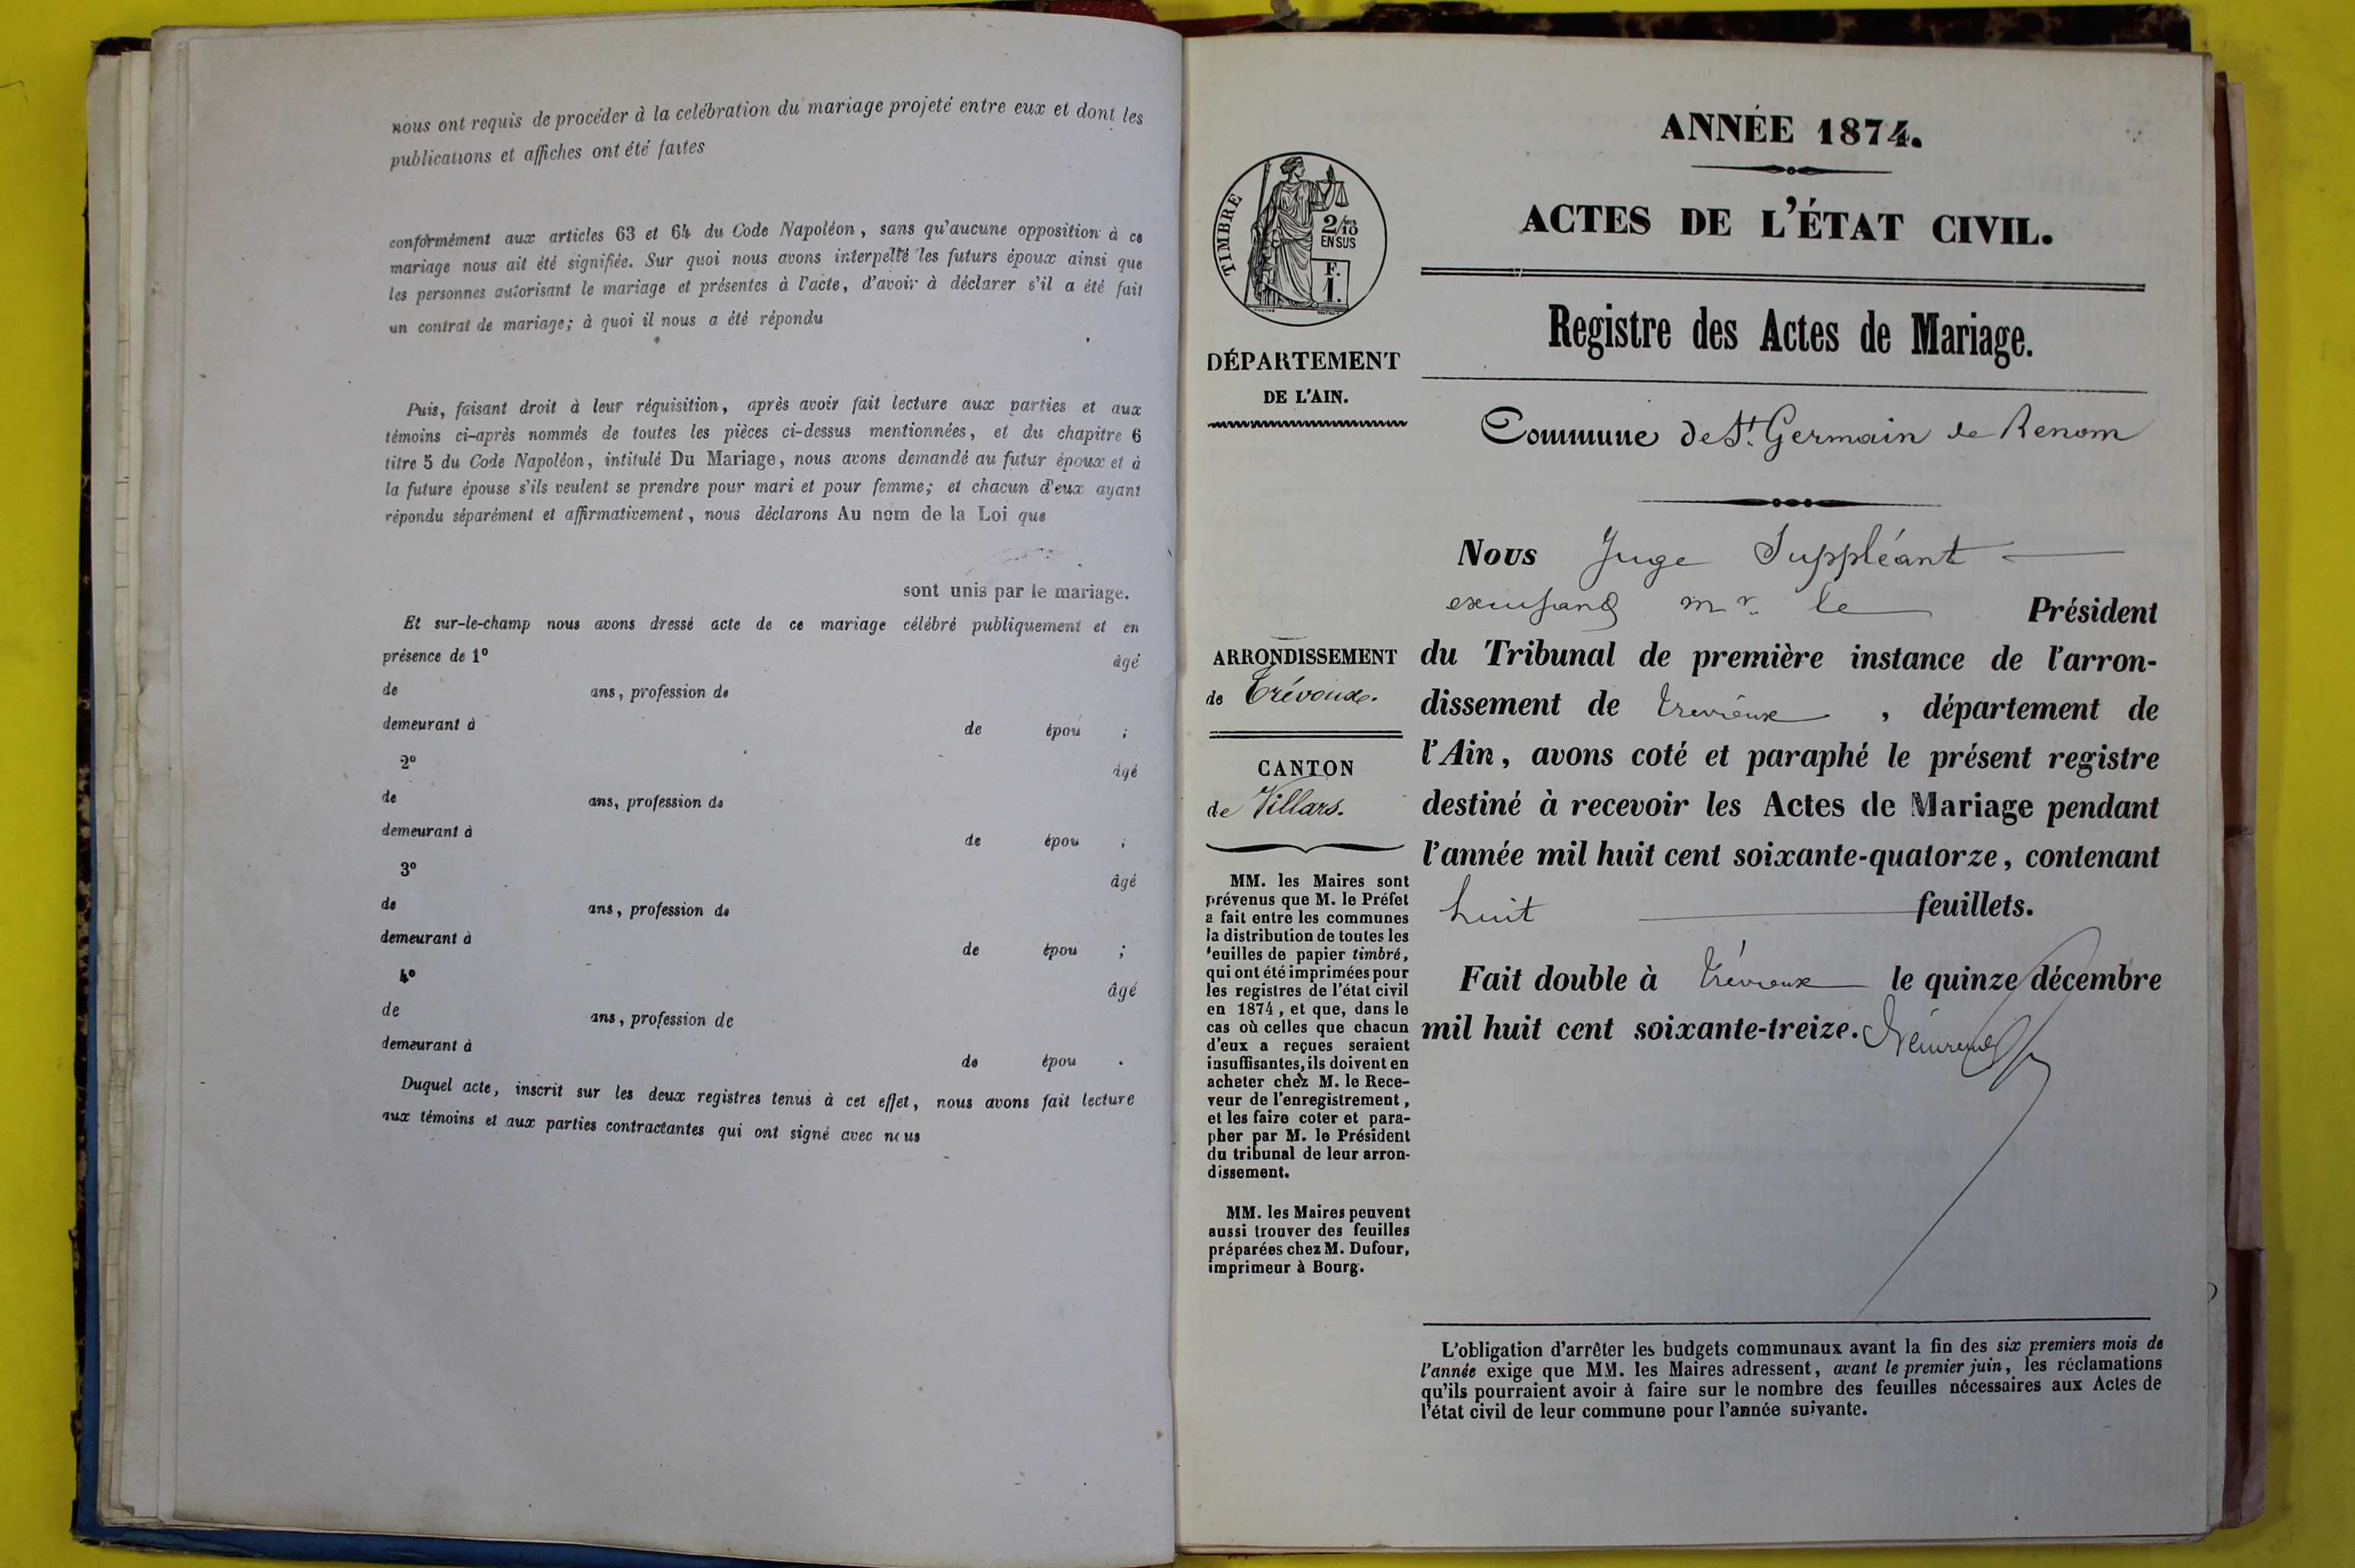 nous ont requis de procéder à la celébration du mariage projeté entre eux et dont les
publications et affiches ont été faites
conformément aux articles 63 et 64 du Code Napoléon, sans qu'aucune opposition à ce
mariage nous ait été signifiée. Sur quoi nous avons interpellé les futurs époux ainsi que
les personnes autorisant le mariage et présentes à l'acte, d'avoir à déclarer s'il a été fait
un contrat de mariage; à quoi il nous a été répondu
Puis, faisant droit à leur réquisition, après avoir fait lecture aux parties et aux
témoins ci-après nommés de toutes les pièces ci-dessus mentionnées, et du chapitre 6
titre 5 du Code Napoléon, intitulé Du Mariage, nous avons demandé au futur époux et à
la future épouse s'ils veulent se prendre pour mari et pour femme; et chacun d'eux ayant
répondu séparément et affirmativement, nous déclarons Au nom de la Loi que
sont unis par le mariage.
Et sur-le-champ nous avons dressé acte de ce mariage célébré publiquement et en
présence de 1º âgé
de ans, profession de
demeurant à de épou ;
2º âgé
de ans, profession de
demeurant à de épou ;
3º âgé
de ans, profession de
demeurant à de épou ;
4º âgé
de ans, profession de
demeurant à de épou .
Duquel acte, inscrit sur les deux registres tenus à cet effet, nous avons fait lecture
aux témoins et aux parties contractantes qui ont signé avec nous
TIMBRE
2/10
EN SUS
F.
1.
DÉPARTEMENT
DE L'AIN.
ARRONDISSEMENT
de Trévoux.
CANTON
de Villars.
MM. les Maires sont
prévenus que M. le Préfet
a fait entre les communes
la distribution de toutes les
feuilles de papier timbré,
qui ont été imprimées pour
les registres de l'état civil
en 1874, et que, dans le
cas où celles que chacun
d'eux a reçues seraient
insuffisantes, ils doivent en
acheter chez M. le Rece-
veur de l'enregistrement,
et les faire coter et para-
pher par M. le Président
du tribunal de leur arron-
dissement.
MM. les Maires peuvent
aussi trouver des feuilles
préparées chez M. Dufour,
imprimeur à Bourg.
ANNÉE 1874.
ACTES DE L'ÉTAT CIVIL.
Registre des Actes de Mariage.
Commune de St. Germain de Renom
Nous Juge Suppléant
Mr. le Président
du Tribunal de première instance de l'arron-
dissement de Trévoux, département de
l'Ain, avons coté et paraphé le présent registre
destiné à recevoir les Actes de Mariage pendant
l'année mil huit cent soixante-quatorze, contenant
huit feuillets.
Fait double à Trévoux le quinze décembre
mil huit cent soixante-treize.
L'obligation d'arrêter les budgets communaux avant la fin des six premiers mois de
l'année exige que MM. les Maires adressent, avant le premier juin, les réclamations
qu'ils pourraient avoir à faire sur le nombre des feuilles nécessaires aux Actes de
l'état civil de leur commune pour l'année suivante.